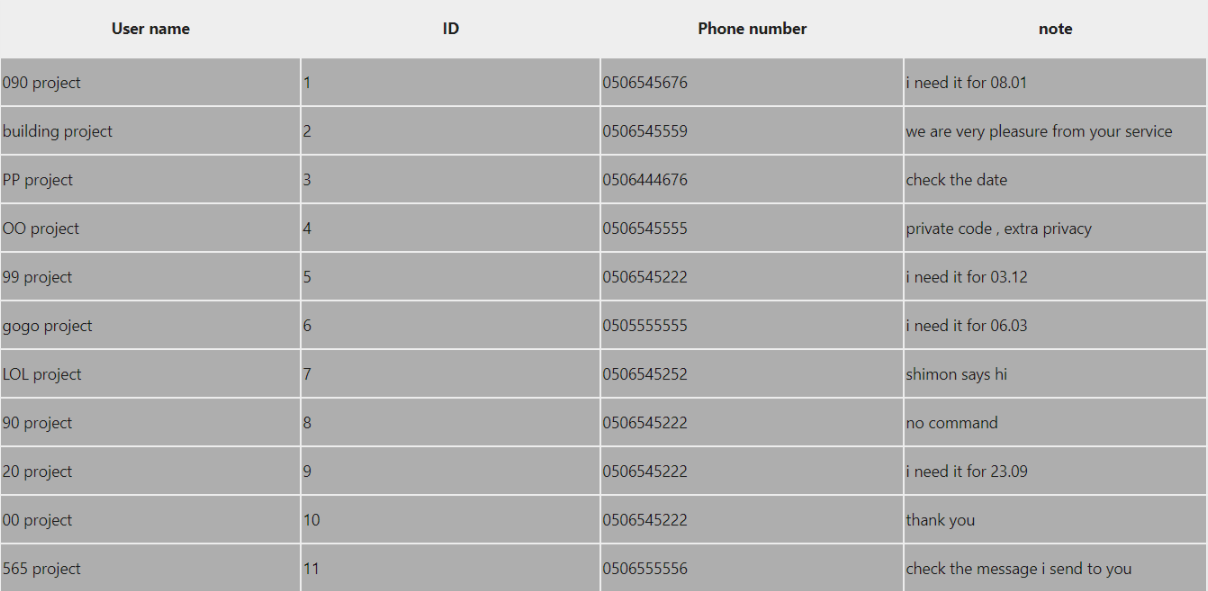 User name ID Phone number note
090 project 1 0506545676 i need it for 08.01
building project 2 0506545559 we are very pleasure from your service
PP project 3 0506444676 check the date
OO project 4 0506545555 private code , extra privacy
99 project 5 0506545222 i need it for 03.12
gogo project 6 0505555555 i need it for 06.03
LOL project 7 0506545252 shimon says hi
90 project 8 0506545222 no command
20 project 9 0506545222 i need it for 23.09
00 project 10 0506545222 thank you
565 project 11 0506555556 check the message i send to you